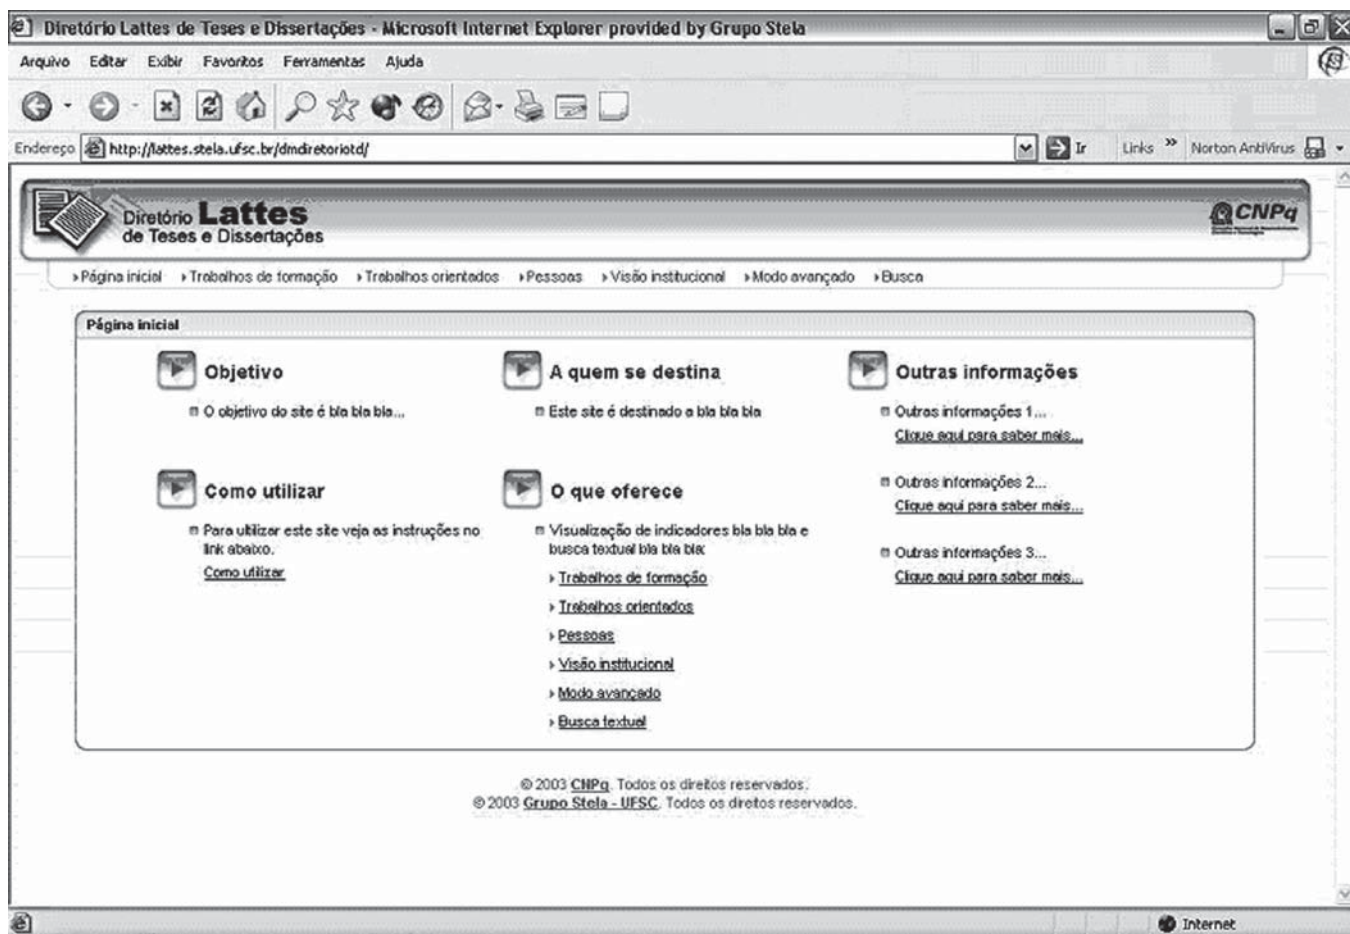 Diretório Lattes de Teses e Dissertações - Microsoft Internet Explorer provided by Grupo Stela
Arquivo Editar Exibir Favoritos Ferramentas Ajuda
Endereço http://lattes.stela.ufsc.br/dmdiretoriotd/ Ir Links » Norton AntiVirus
Diretório Lattes
de Teses e Dissertações
CNPq
Página inicial Trabalhos de formação Trabalhos orientados Pessoas Visão institucional Modo avançado Busca
Página inicial
Objetivo
O objetivo do site é bla bla bla...
A quem se destina
Este site é destinado a bla bla bla
Outras informações
Outras informações 1...
Clique aqui para saber mais...
Outras informações 2...
Clique aqui para saber mais...
Outras informações 3...
Clique aqui para saber mais...
Como utilizar
Para utilizar este site veja as instruções no
link abaixo.
Como utilizar
O que oferece
Visualização de indicadores bla bla bla e
busca textual bla bla bla:
Trabalhos de formação
Trabalhos orientados
Pessoas
Visão institucional
Modo avançado
Busca textual
© 2003 CNPq. Todos os direitos reservados.
© 2003 Grupo Stela - UFSC. Todos os direitos reservados.
Internet